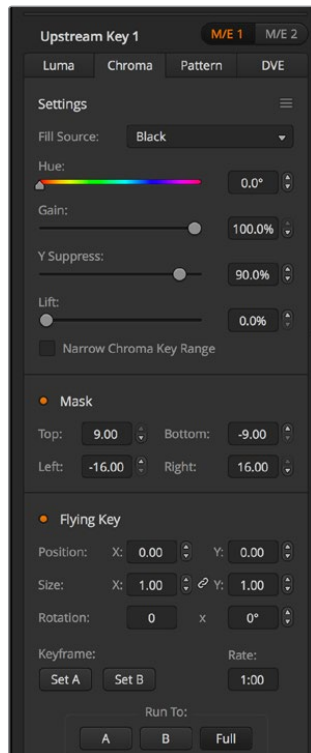 Upstream Key 1 M/E 1 M/E 2
Luma Chroma Pattern DVE
Settings
Fill Source: Black
Hue:
0.0°
Gain:
100.0%
Y Suppress:
90.0%
Lift:
0.0%
Narrow Chroma Key Range
Mask
Top: 9.00 Bottom: -9.00
Left: -16.00 Right: 16.00
Flying Key
Position: X: 0.00 Y: 0.00
Size: X: 1.00 Y: 1.00
Rotation: 0 x 0°
Keyframe: Rate:
Set A Set B 1:00
Run To:
A B Full